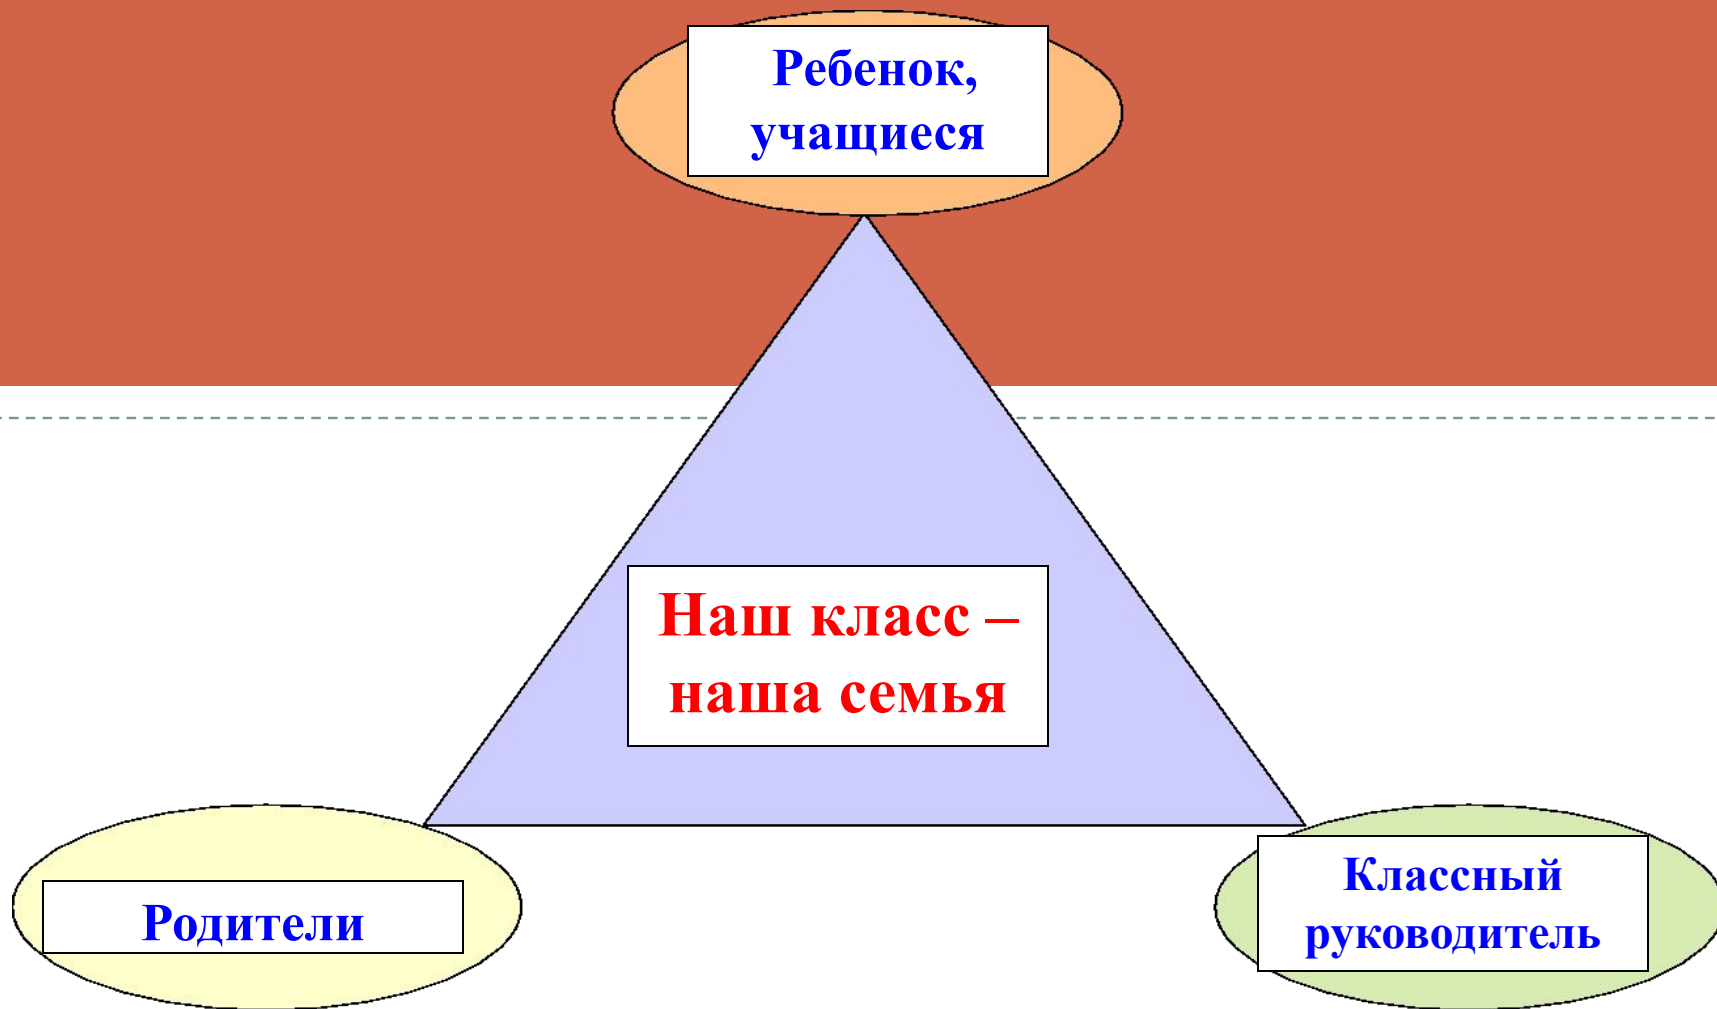 Ребенок,
учащиеся
Наш класс –
наша семья
Родители
Классный
руководитель